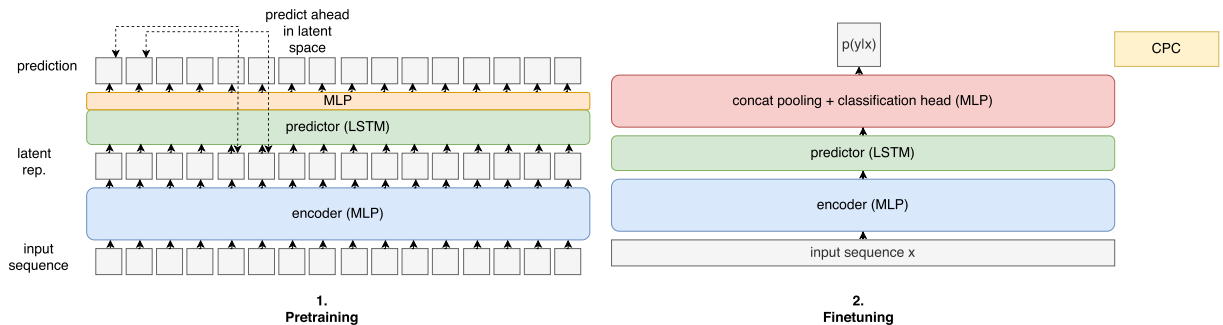 predict ahead
in latent
space
prediction
MLP
predictor (LSTM)
latent
rep.
encoder (MLP)
input
sequence
1.
Pretraining
p(y|x)
CPC
concat pooling + classification head (MLP)
predictor (LSTM)
encoder (MLP)
input sequence x
2.
Finetuning